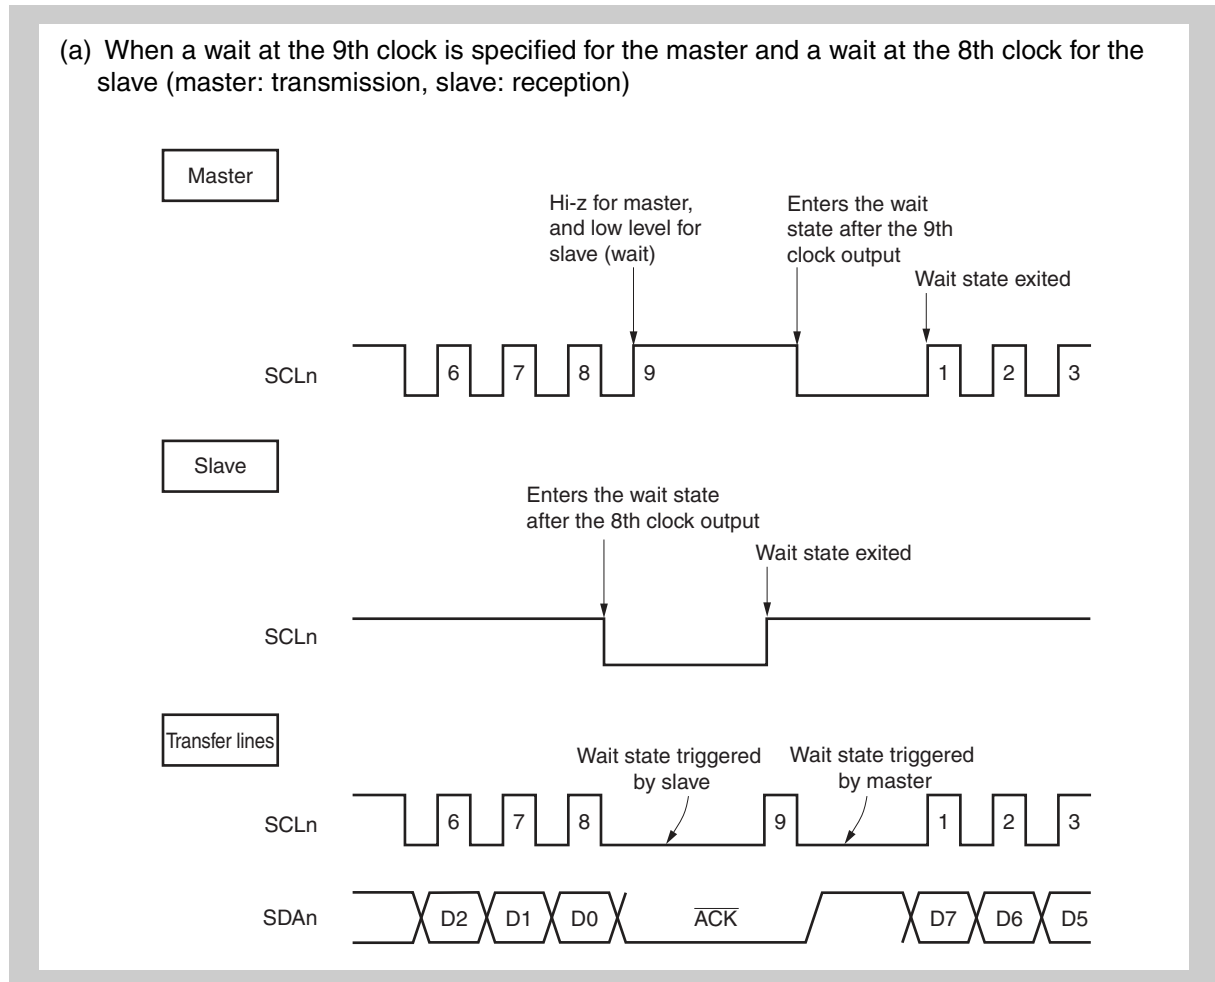 (a) When a wait at the 9th clock is specified for the master and a wait at the 8th clock for the
slave (master: transmission, slave: reception)
Master
Hi-z for master,
and low level for
slave (wait)
Enters the wait
state after the 9th
clock output
Wait state exited
SCLn
6 7 8 9 1 2 3
Slave
Enters the wait state
after the 8th clock output
Wait state exited
SCLn
Transfer lines
Wait state triggered
by slave
Wait state triggered
by master
SCLn
6 7 8 9 1 2 3
SDAn
D2 D1 D0 A̅C̅K̅ D7 D6 D5